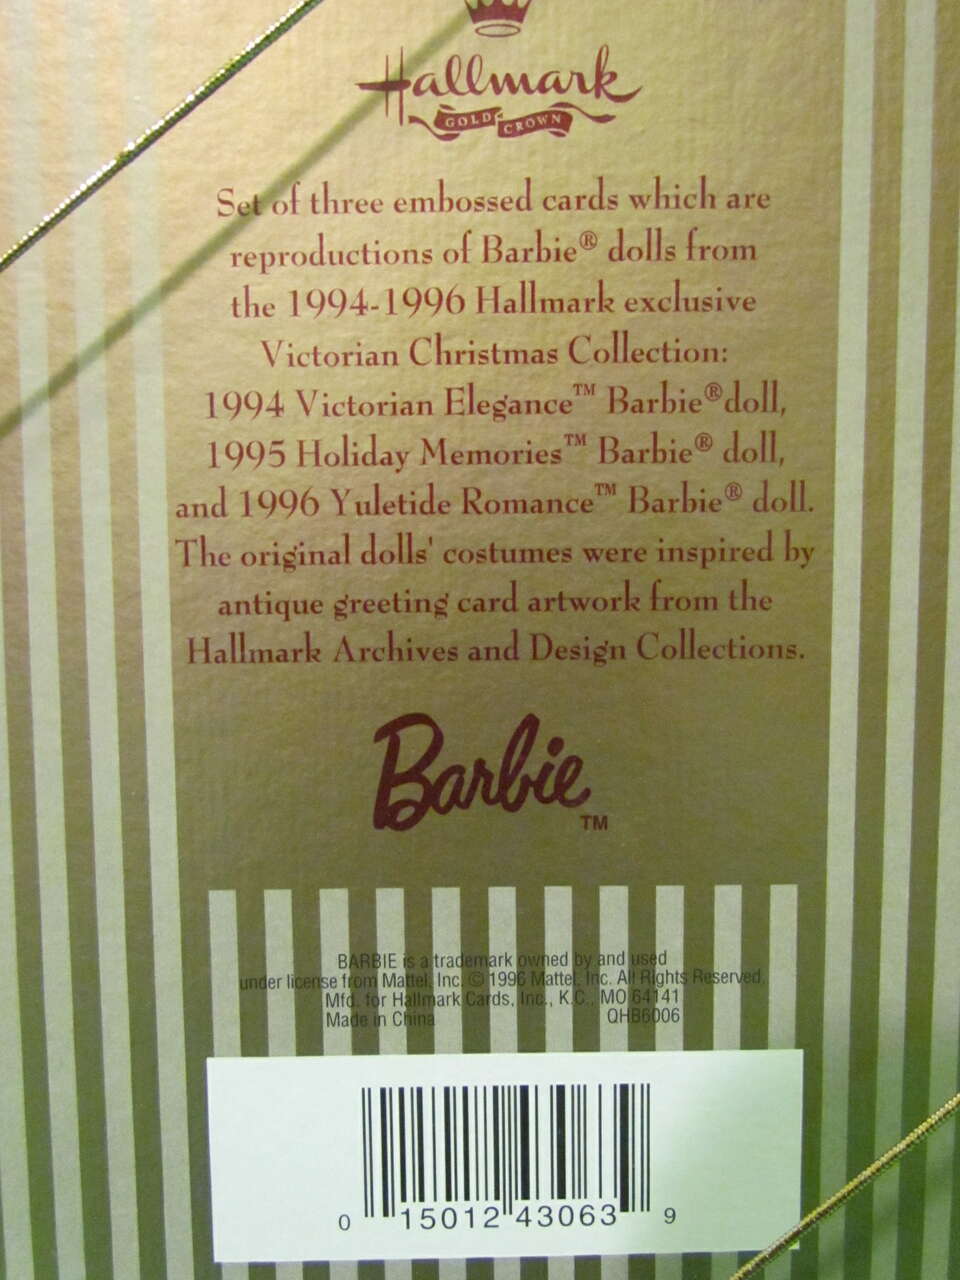 Hallmark
GOLD CROWN
Set of three embossed cards which are
reproductions of Barbie® dolls from
the 1994-1996 Hallmark exclusive
Victorian Christmas Collection:
1994 Victorian Elegance™ Barbie® doll,
1995 Holiday Memories™ Barbie® doll,
and 1996 Yuletide Romance™ Barbie® doll.
The original dolls' costumes were inspired by
antique greeting card artwork from the
Hallmark Archives and Design Collections.
Barbie™
BARBIE is a trademark owned by and used
under license from Mattel, Inc. © 1996 Mattel, Inc. All Rights Reserved.
Mfd. for Hallmark Cards, Inc., K.C., MO 64141
Made in China QHB6006
0 15012 43063 9